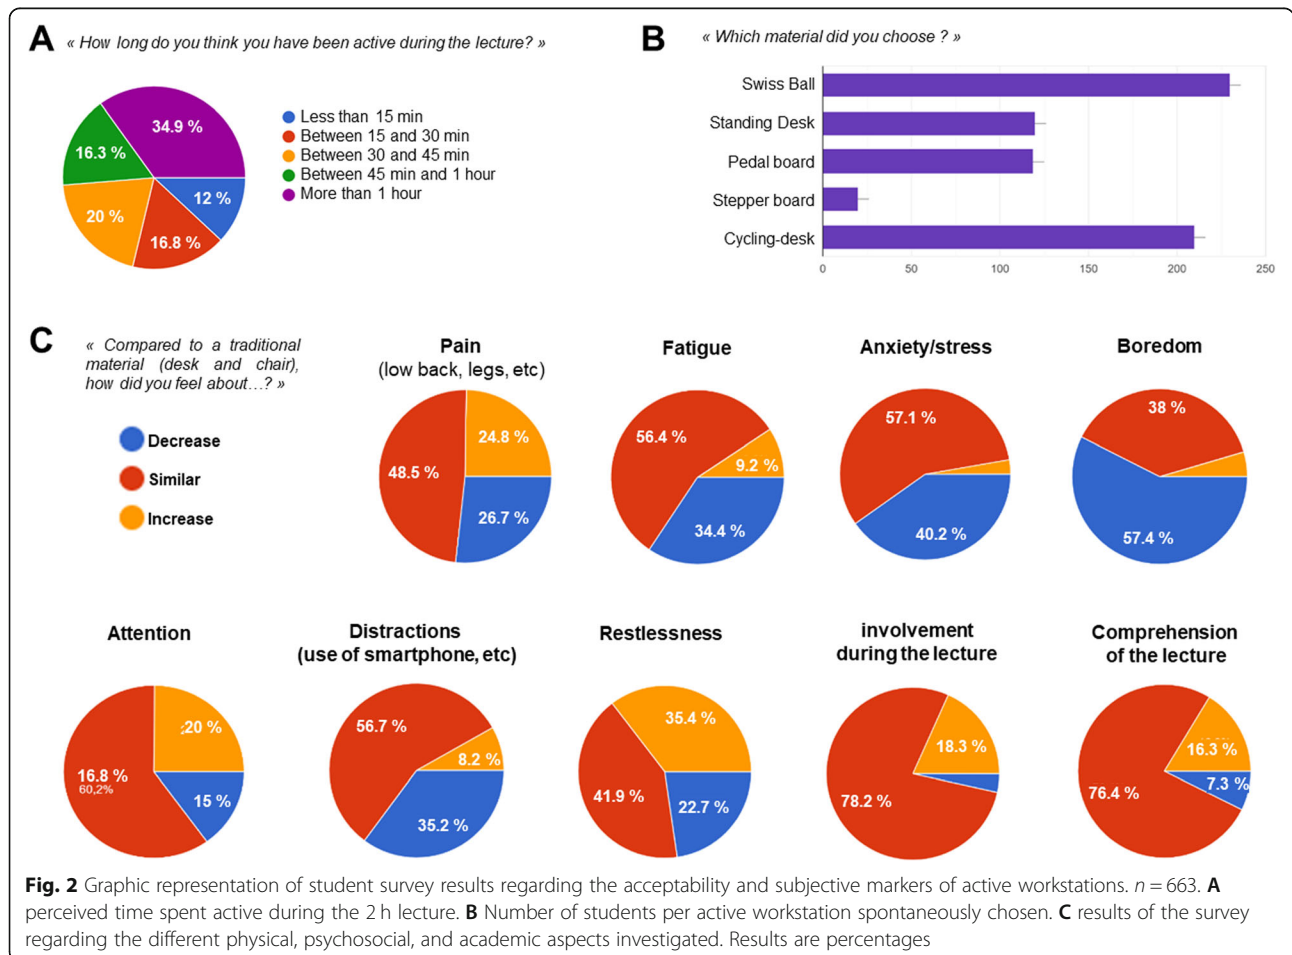 A « How long do you think you have been active during the lecture? »
34.9 %
16.3 %
12 %
20 %
16.8 %
Less than 15 min
Between 15 and 30 min
Between 30 and 45 min
Between 45 min and 1 hour
More than 1 hour
B « Which material did you choose ? »
Swiss Ball
Standing Desk
Pedal board
Stepper board
Cycling-desk
0 50 100 150 200 250
C « Compared to a traditional
material (desk and chair),
how did you feel about…? »
Decrease
Similar
Increase
Pain
(low back, legs, etc)
24.8 %
48.5 %
26.7 %
Fatigue
56.4 %
9.2 %
34.4 %
Anxiety/stress
57.1 %
40.2 %
Boredom
38 %
57.4 %
Attention
20 %
16.8 %
60,2%
15 %
Distractions
(use of smartphone, etc)
56.7 %
8.2 %
35.2 %
Restlessness
35.4 %
41.9 %
22.7 %
involvement
during the lecture
18.3 %
78.2 %
Comprehension
of the lecture
16.3 %
76.4 %
7.3 %
Fig. 2 Graphic representation of student survey results regarding the acceptability and subjective markers of active workstations. n = 663. A
perceived time spent active during the 2 h lecture. B Number of students per active workstation spontaneously chosen. C results of the survey
regarding the different physical, psychosocial, and academic aspects investigated. Results are percentages